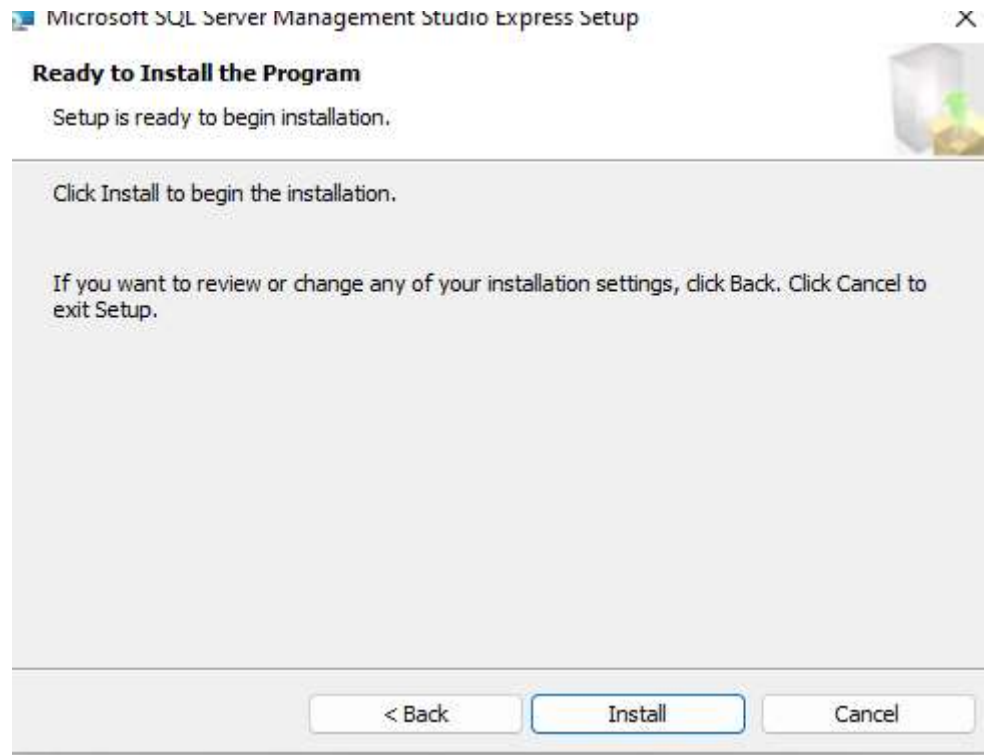 Microsoft SQL Server Management Studio Express Setup
Ready to Install the Program
Setup is ready to begin installation.
Click Install to begin the installation.
If you want to review or change any of your installation settings, click Back. Click Cancel to
exit Setup.
< Back Install Cancel